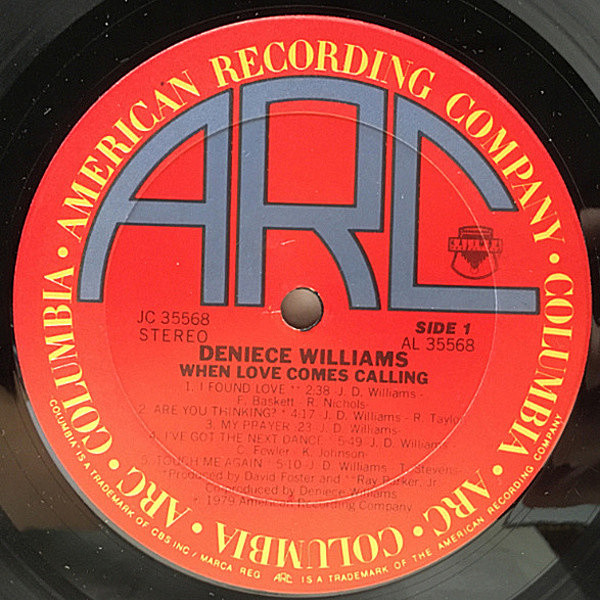 AMERICAN RECORDING COMPANY • COLUMBIA • ARC • COLUMBIA • ARC • COLUMBIA •
ARC
JC 35568
STEREO
SIDE 1
AL 35568
DENIECE WILLIAMS
WHEN LOVE COMES CALLING
1. I FOUND LOVE ** 2:38 J. D. Williams -
F. Baskett R. Nichols
2. ARE YOU THINKING? * 4:17 J. D. Williams - R. Taylor
3. MY PRAYER :23 J. D. Williams
4. I'VE GOT THE NEXT DANCE * 5:49 J. D. Williams
C. Fowler K. Johnson
5. TOUCH ME AGAIN * 5:10 J. D. Williams - T. Stevens
*Produced by David Foster and **Ray Parker, Jr.
Co-produced by Deniece Williams
℗ 1979 American Recording Company
COLUMBIA IS A TRADEMARK OF CBS INC / MARCA REG ARC IS A TRADEMARK OF THE AMERICAN RECORDING COMPANY